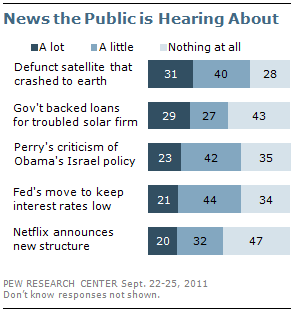 News the Public is Hearing About
A lot A little Nothing at all
Defunct satellite that
crashed to earth
31 40 28
Gov't backed loans
for troubled solar firm
29 27 43
Perry's criticism of
Obama's Israel policy
23 42 35
Fed's move to keep
interest rates low
21 44 34
Netflix announces
new structure
20 32 47
PEW RESEARCH CENTER Sept. 22-25, 2011
Don't know responses not shown.